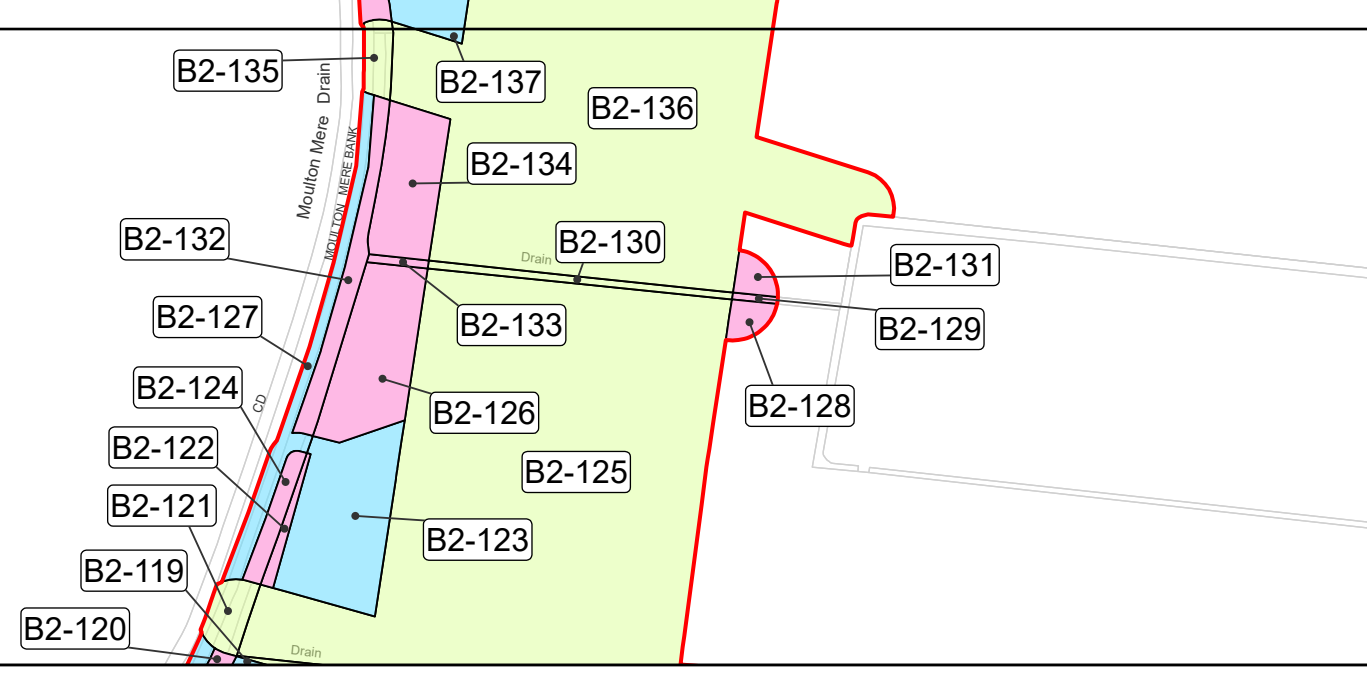 B2-135
B2-137
B2-136
Moulton Mere Drain
MOULTON MERE BANK
B2-134
B2-132
B2-130
Drain
B2-131
B2-127
B2-133
B2-129
B2-124
CD
B2-126
B2-128
B2-122
B2-125
B2-121
B2-123
B2-119
B2-120
Drain